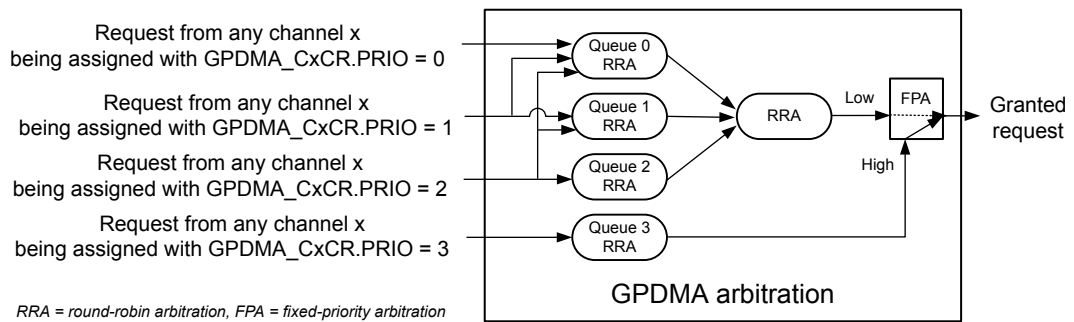 Request from any channel x
being assigned with GPDMA_CxCR.PRIO = 0
Request from any channel x
being assigned with GPDMA_CxCR.PRIO = 1
Request from any channel x
being assigned with GPDMA_CxCR.PRIO = 2
Request from any channel x
being assigned with GPDMA_CxCR.PRIO = 3
Queue 0
RRA
Queue 1
RRA
Queue 2
RRA
Queue 3
RRA
RRA
Low
High
FPA
Granted
request
GPDMA arbitration
RRA = round-robin arbitration, FPA = fixed-priority arbitration